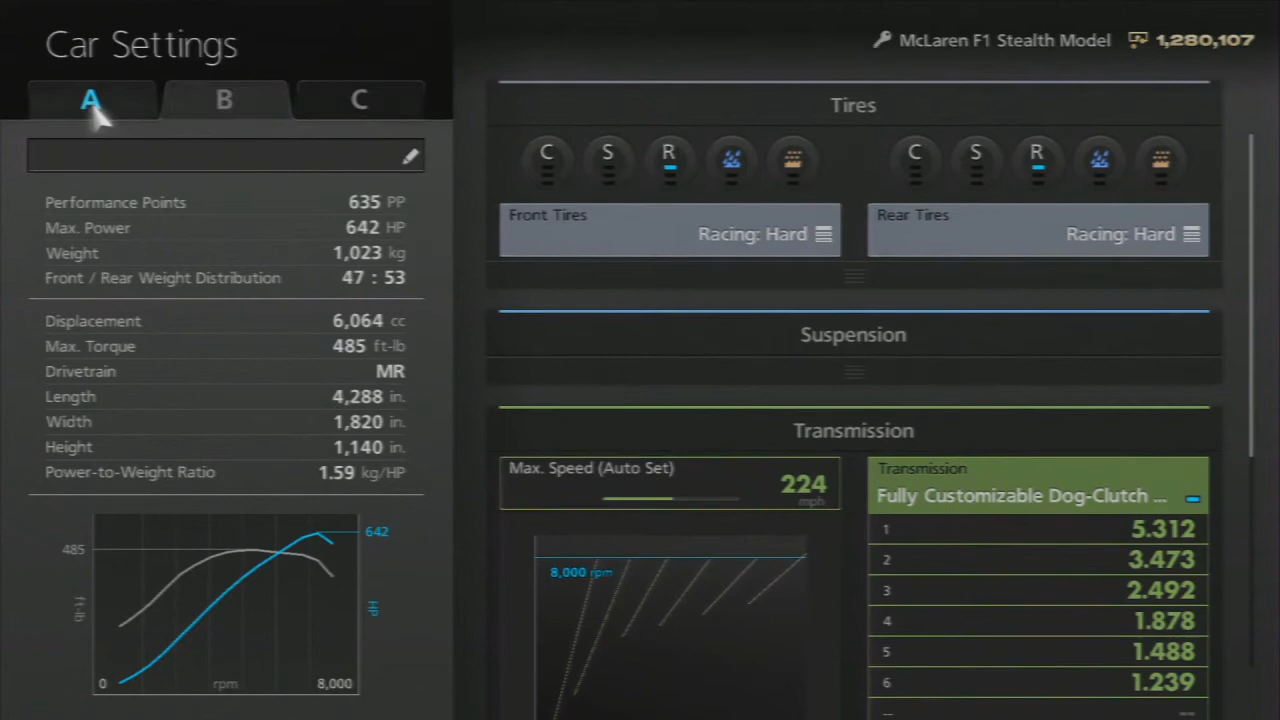 Car Settings
McLaren F1 Stealth Model 1,280,107
A B C
Performance Points 635 PP
Max. Power 642 HP
Weight 1,023 kg
Front / Rear Weight Distribution 47 : 53
Displacement 6,064 cc
Max. Torque 485 ft-lb
Drivetrain MR
Length 4,288 in.
Width 1,820 in.
Height 1,140 in.
Power-to-Weight Ratio 1.59 kg/HP
642
485
ft-lb
HP
0 rpm 8,000
Tires
C S R C S R
Front Tires
Racing: Hard
Rear Tires
Racing: Hard
Suspension
Transmission
Max. Speed (Auto Set)
224
mph
8,000 rpm
Transmission
Fully Customizable Dog-Clutch ...
1 5.312
2 3.473
3 2.492
4 1.878
5 1.488
6 1.239
-- --